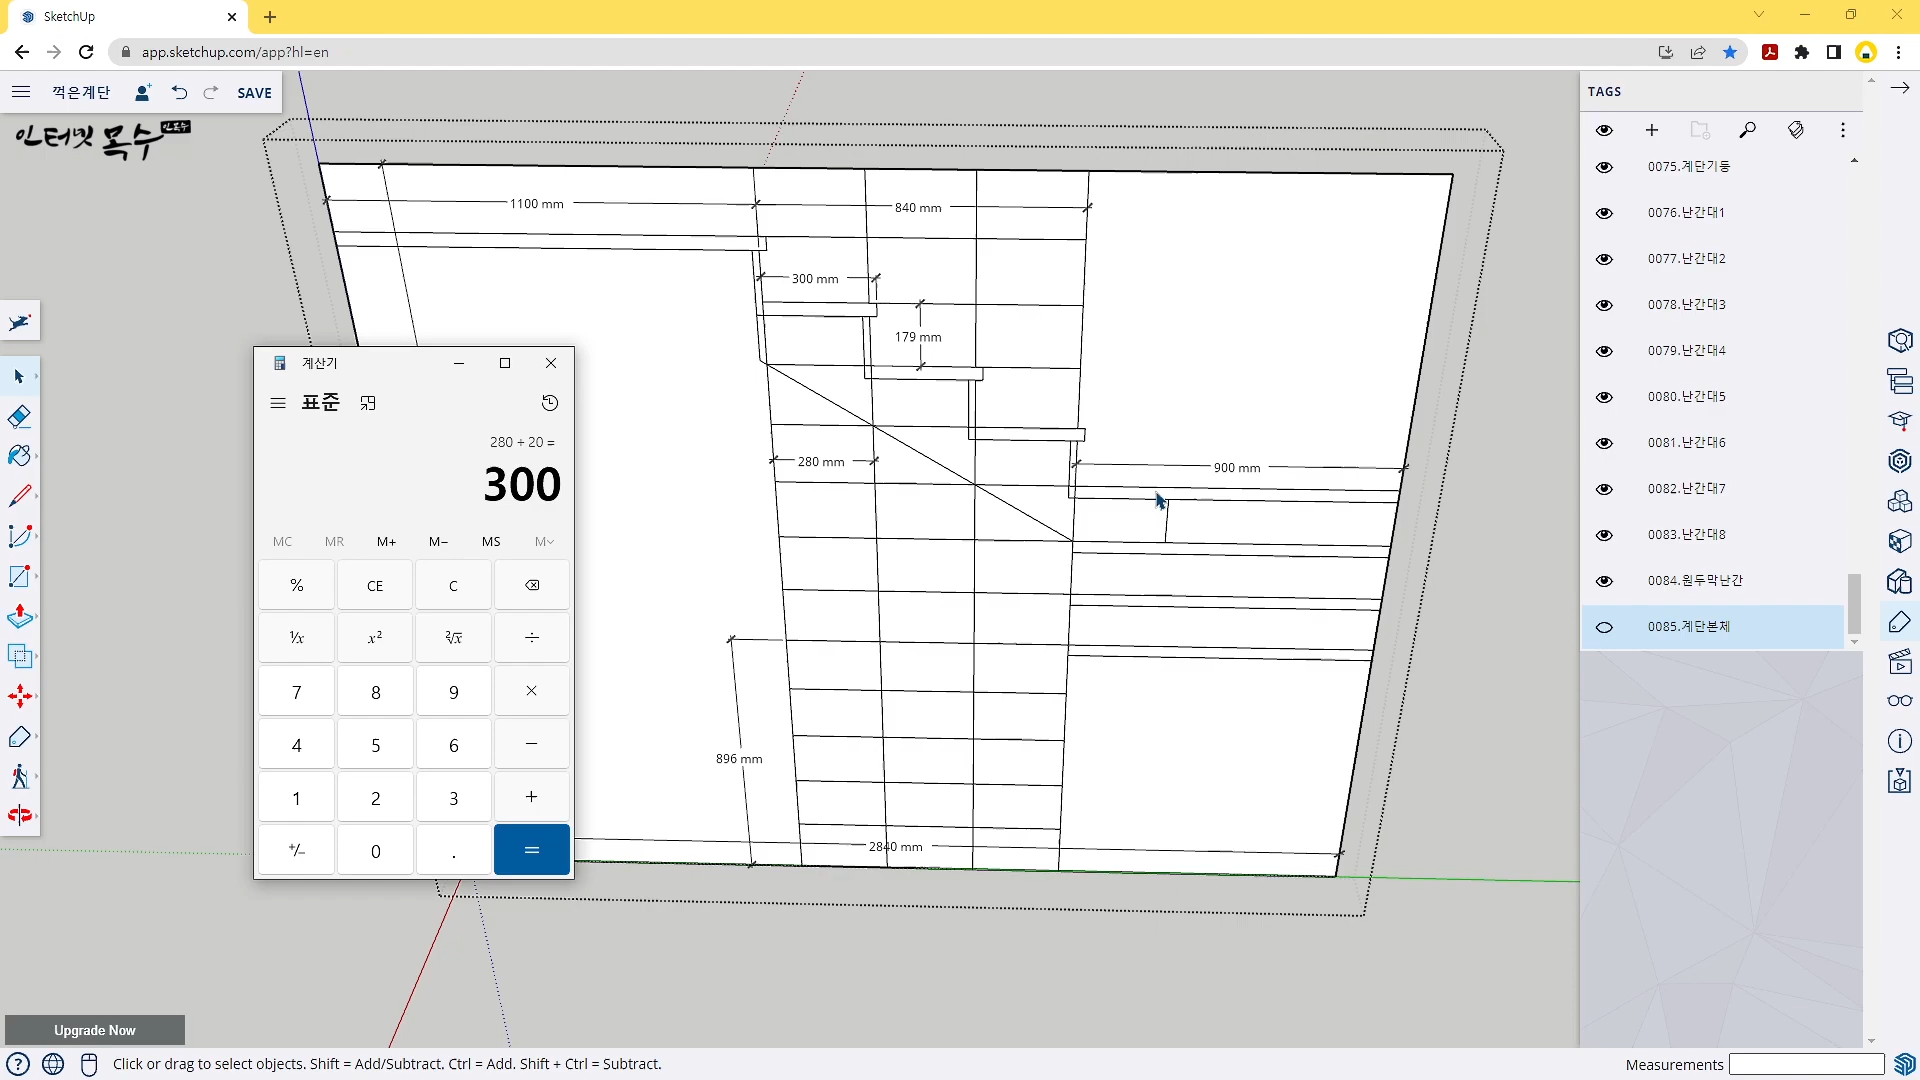 SketchUp
app.sketchup.com/app?hl=en
꺽은계단
SAVE
인터넷 목수
TAGS
0075.계단기둥
0076.난간대1
0077.난간대2
0078.난간대3
0079.난간대4
0080.난간대5
0081.난간대6
0082.난간대7
0083.난간대8
0084.원두막난간
0085.계단본체
1100 mm
840 mm
300 mm
179 mm
280 mm
900 mm
896 mm
2840 mm
계산기
표준
280 + 20 =
300
MC MR M+ M− MS M˅
% CE C
¹/x x² ²√x ÷
7 8 9 ×
4 5 6 −
1 2 3 +
+/− 0 . =
Upgrade Now
Click or drag to select objects. Shift = Add/Subtract. Ctrl = Add. Shift + Ctrl = Subtract.
Measurements